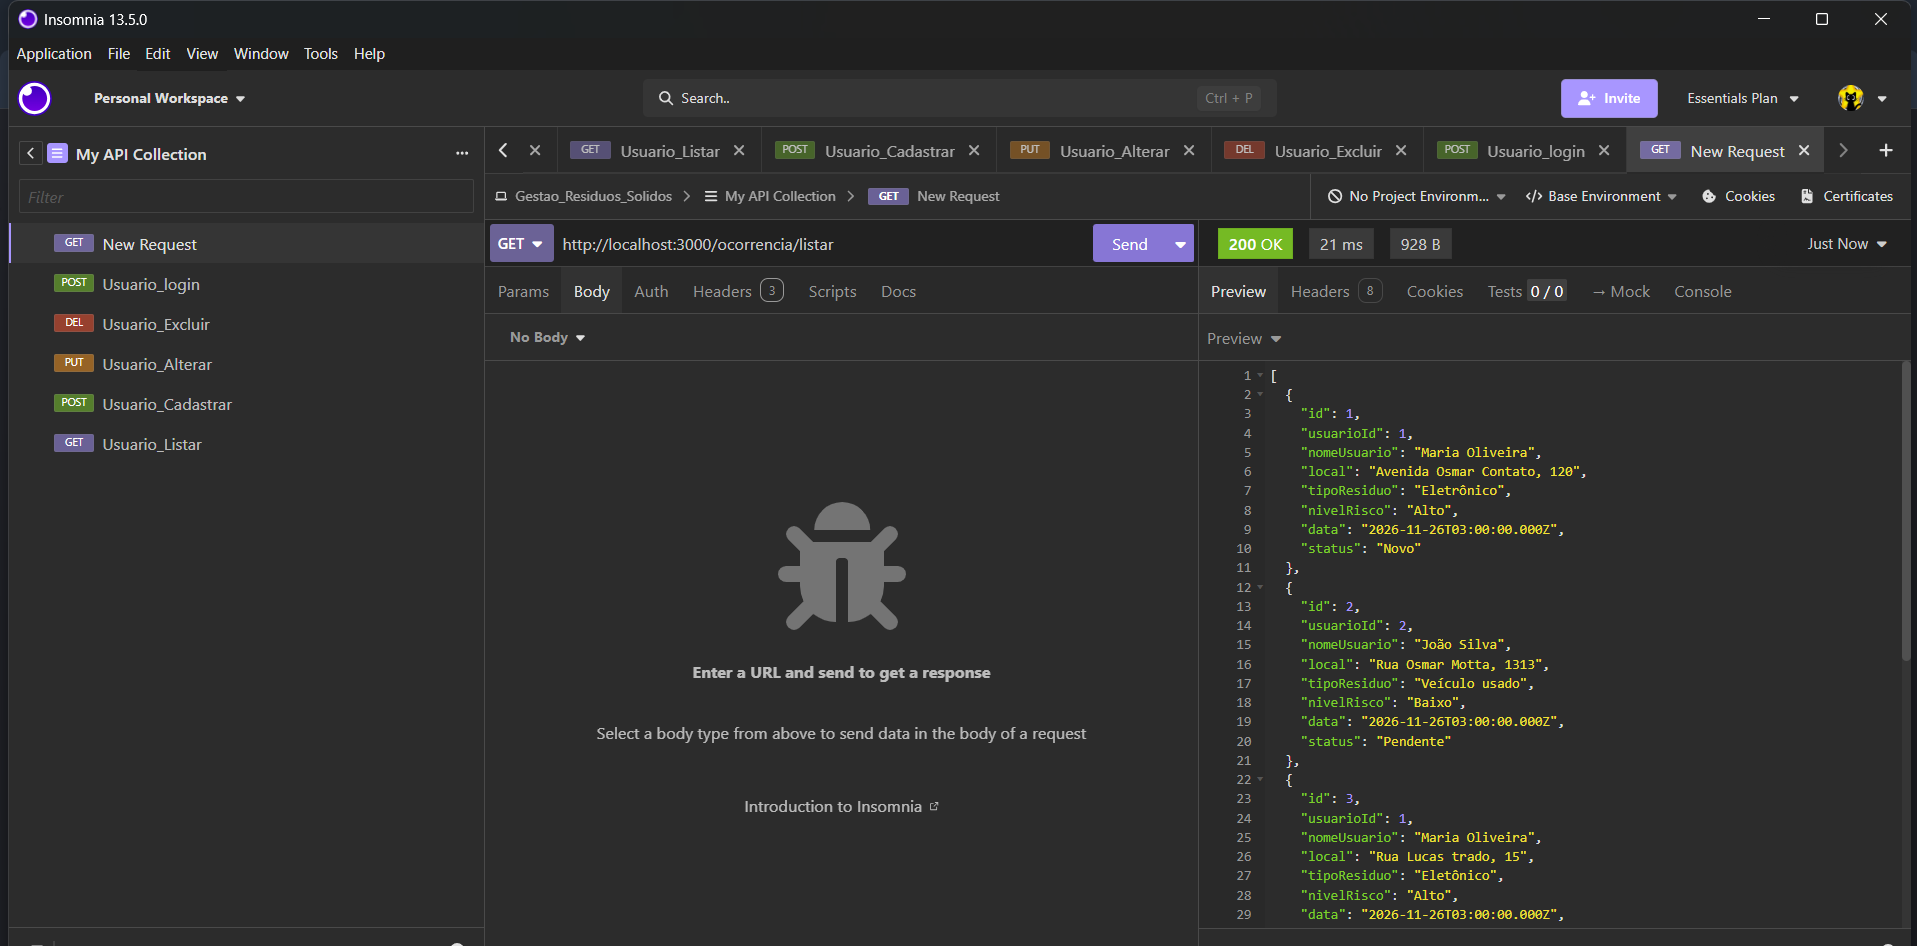 Insomnia 13.5.0
Application File Edit View Window Tools Help
Personal Workspace
Search..
Ctrl + P
Invite
Essentials Plan
My API Collection
Filter
GET New Request
POST Usuario_login
DEL Usuario_Excluir
PUT Usuario_Alterar
POST Usuario_Cadastrar
GET Usuario_Listar
GET Usuario_Listar
POST Usuario_Cadastrar
PUT Usuario_Alterar
DEL Usuario_Excluir
POST Usuario_login
GET New Request
Gestao_Residuos_Solidos
My API Collection
GET New Request
No Project Environm...
Base Environment
Cookies
Certificates
GET http://localhost:3000/ocorrencia/listar
Send
200 OK
21 ms
928 B
Just Now
Params Body Auth Headers 3 Scripts Docs
No Body
Enter a URL and send to get a response
Select a body type from above to send data in the body of a request
Introduction to Insomnia
Preview Headers 8 Cookies Tests 0 / 0 → Mock Console
Preview
1 [
2 {
3 "id": 1,
4 "usuarioId": 1,
5 "nomeUsuario": "Maria Oliveira",
6 "local": "Avenida Osmar Contato, 120",
7 "tipoResiduo": "Eletrônico",
8 "nivelRisco": "Alto",
9 "data": "2026-11-26T03:00:00.000Z",
10 "status": "Novo"
11 },
12 {
13 "id": 2,
14 "usuarioId": 2,
15 "nomeUsuario": "João Silva",
16 "local": "Rua Osmar Motta, 1313",
17 "tipoResiduo": "Veículo usado",
18 "nivelRisco": "Baixo",
19 "data": "2026-11-26T03:00:00.000Z",
20 "status": "Pendente"
21 },
22 {
23 "id": 3,
24 "usuarioId": 1,
25 "nomeUsuario": "Maria Oliveira",
26 "local": "Rua Lucas trado, 15",
27 "tipoResiduo": "Eletônico",
28 "nivelRisco": "Alto",
29 "data": "2026-11-26T03:00:00.000Z",